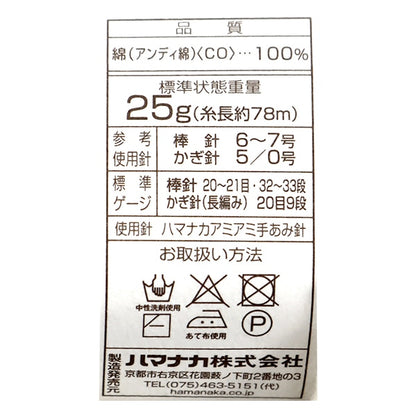 品質
綿(アンディ綿)〈CO〉…100%
標準状態重量
25g(糸長約78m)
参考使用針
棒針 6〜7号
かぎ針 5/0号
標準ゲージ
棒針 20〜21目・32〜33段
かぎ針(長編み) 20目9段
使用針 ハマナカアミアミ手あみ針
お取扱い方法
中性洗剤使用
あて布使用
P
製造発売元
ハマナカ株式会社
京都市右京区花園薮ノ下町2番地の3
TEL(075)463-5151(代)
hamanaka.co.jp